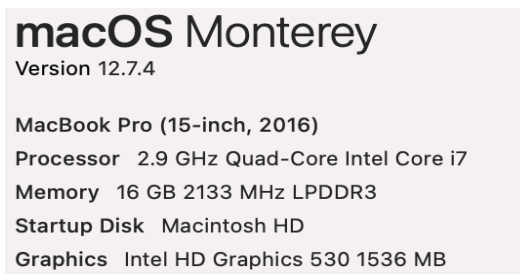 macOS Monterey
Version 12.7.4
MacBook Pro (15-inch, 2016)
Processor 2.9 GHz Quad-Core Intel Core i7
Memory 16 GB 2133 MHz LPDDR3
Startup Disk Macintosh HD
Graphics Intel HD Graphics 530 1536 MB